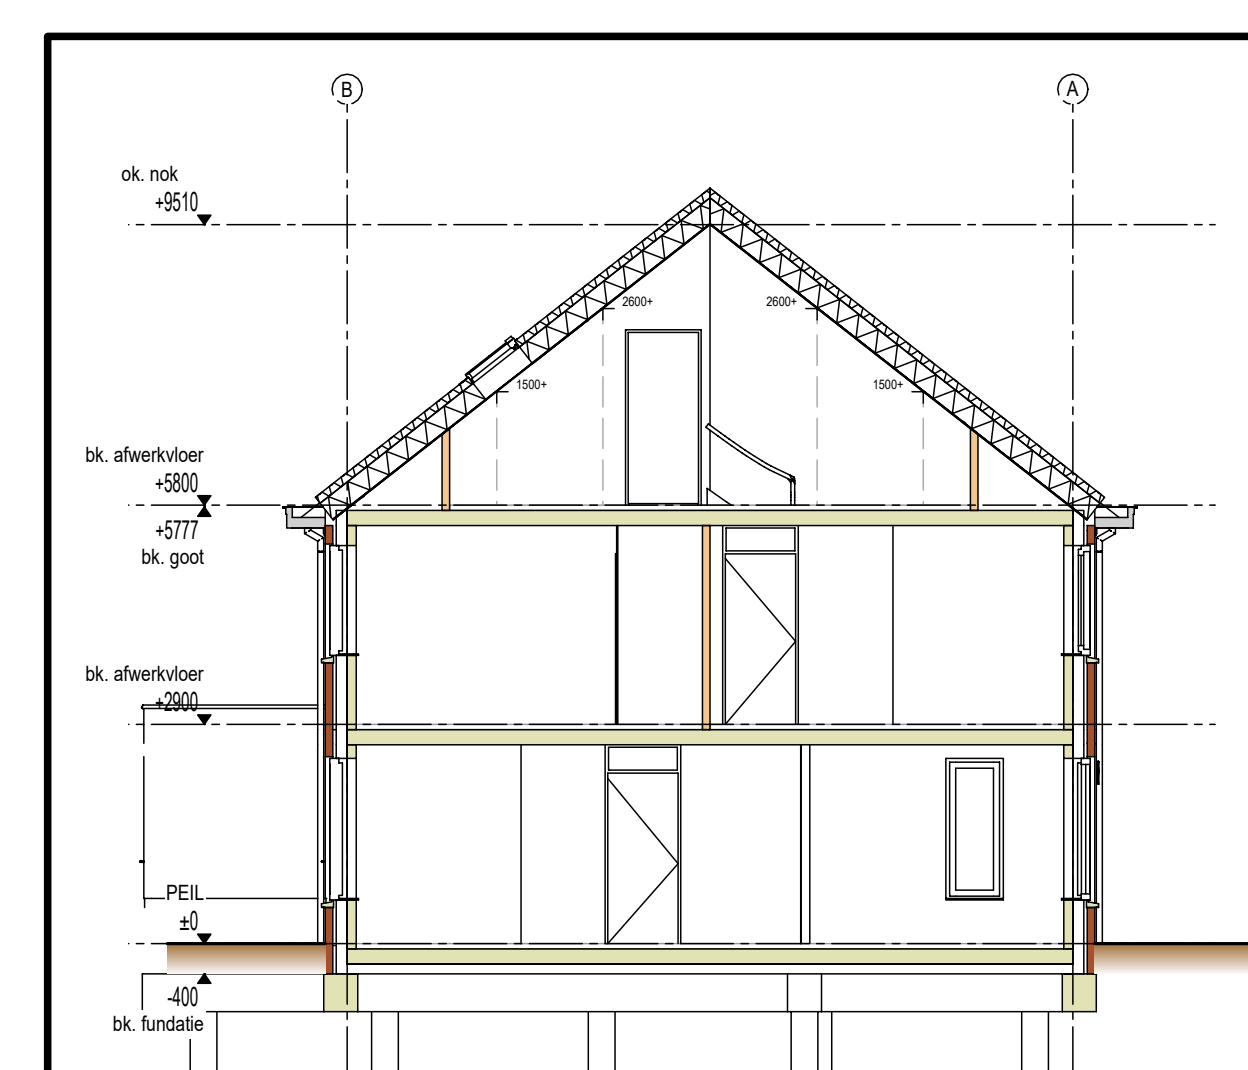 B
A
ok. nok
+9510
2600+
2600+
1500+
1500+
bk. afwerkvloer
+5800
+5777
bk. goot
bk. afwerkvloer
+2900
PEIL
±0
-400
bk. fundatie